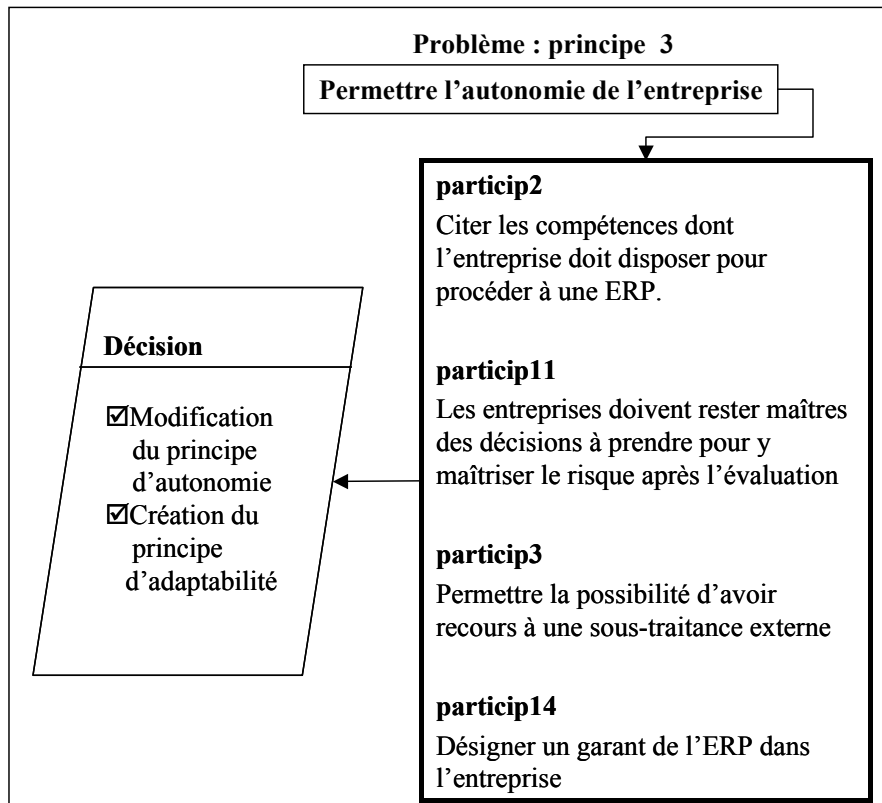 Problème : principe 3
Permettre l'autonomie de l'entreprise
particip2
Citer les compétences dont
l'entreprise doit disposer pour
procéder à une ERP.
particip11
Les entreprises doivent rester maîtres
des décisions à prendre pour y
maîtriser le risque après l'évaluation
particip3
Permettre la possibilité d'avoir
recours à une sous-traitance externe
particip14
Désigner un garant de l'ERP dans
l'entreprise
Décision
☑Modification
du principe
d'autonomie
☑Création du
principe
d'adaptabilité